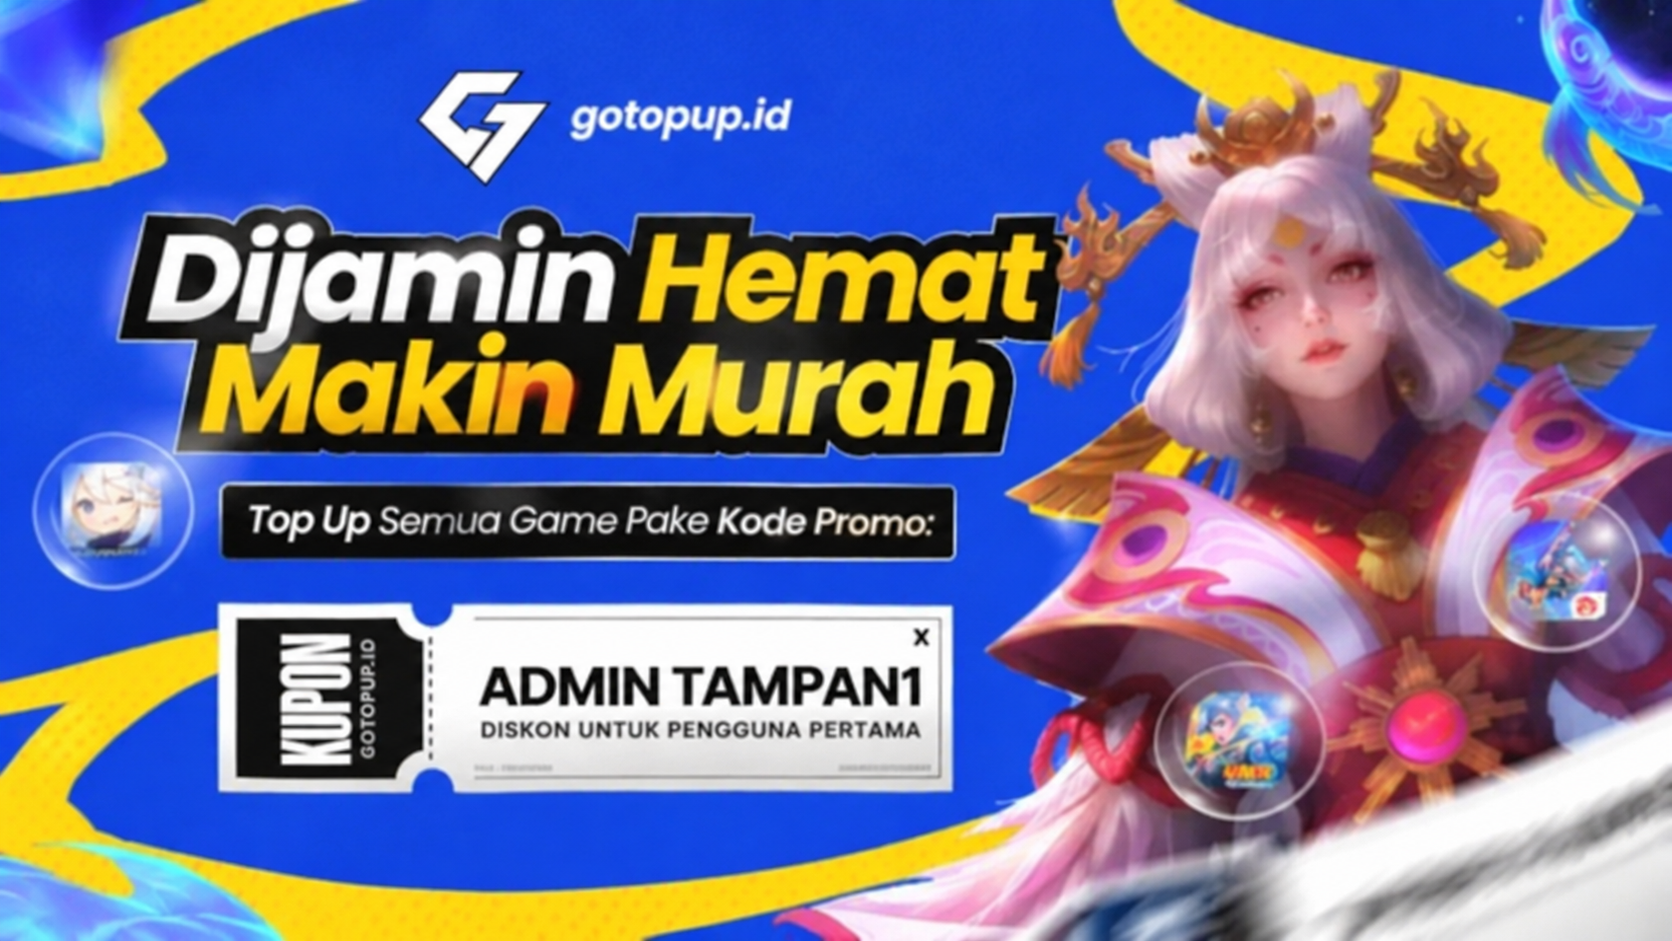 gotopup.id
Dijamin Hemat
Makin Murah
Top Up Semua Game Pake Kode Promo:
KUPON
GOTOPUP.IO
X
ADMIN TAMPAN1
DISKON UNTUK PENGGUNA PERTAMA